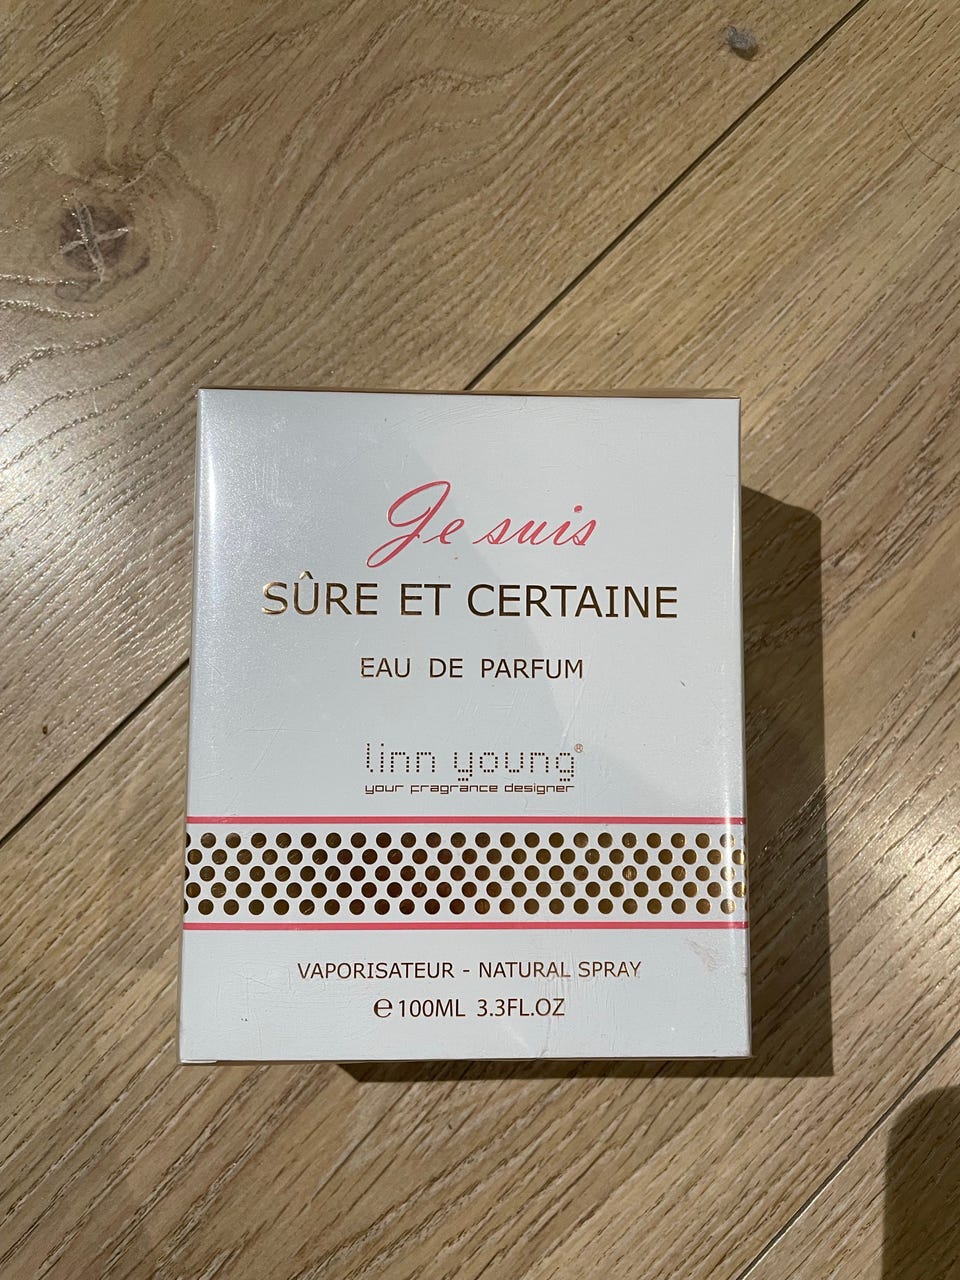 Je suis
SÛRE ET CERTAINE
EAU DE PARFUM
linn young®
your fragrance designer
VAPORISATEUR - NATURAL SPRAY
℮ 100ML 3.3FL.OZ